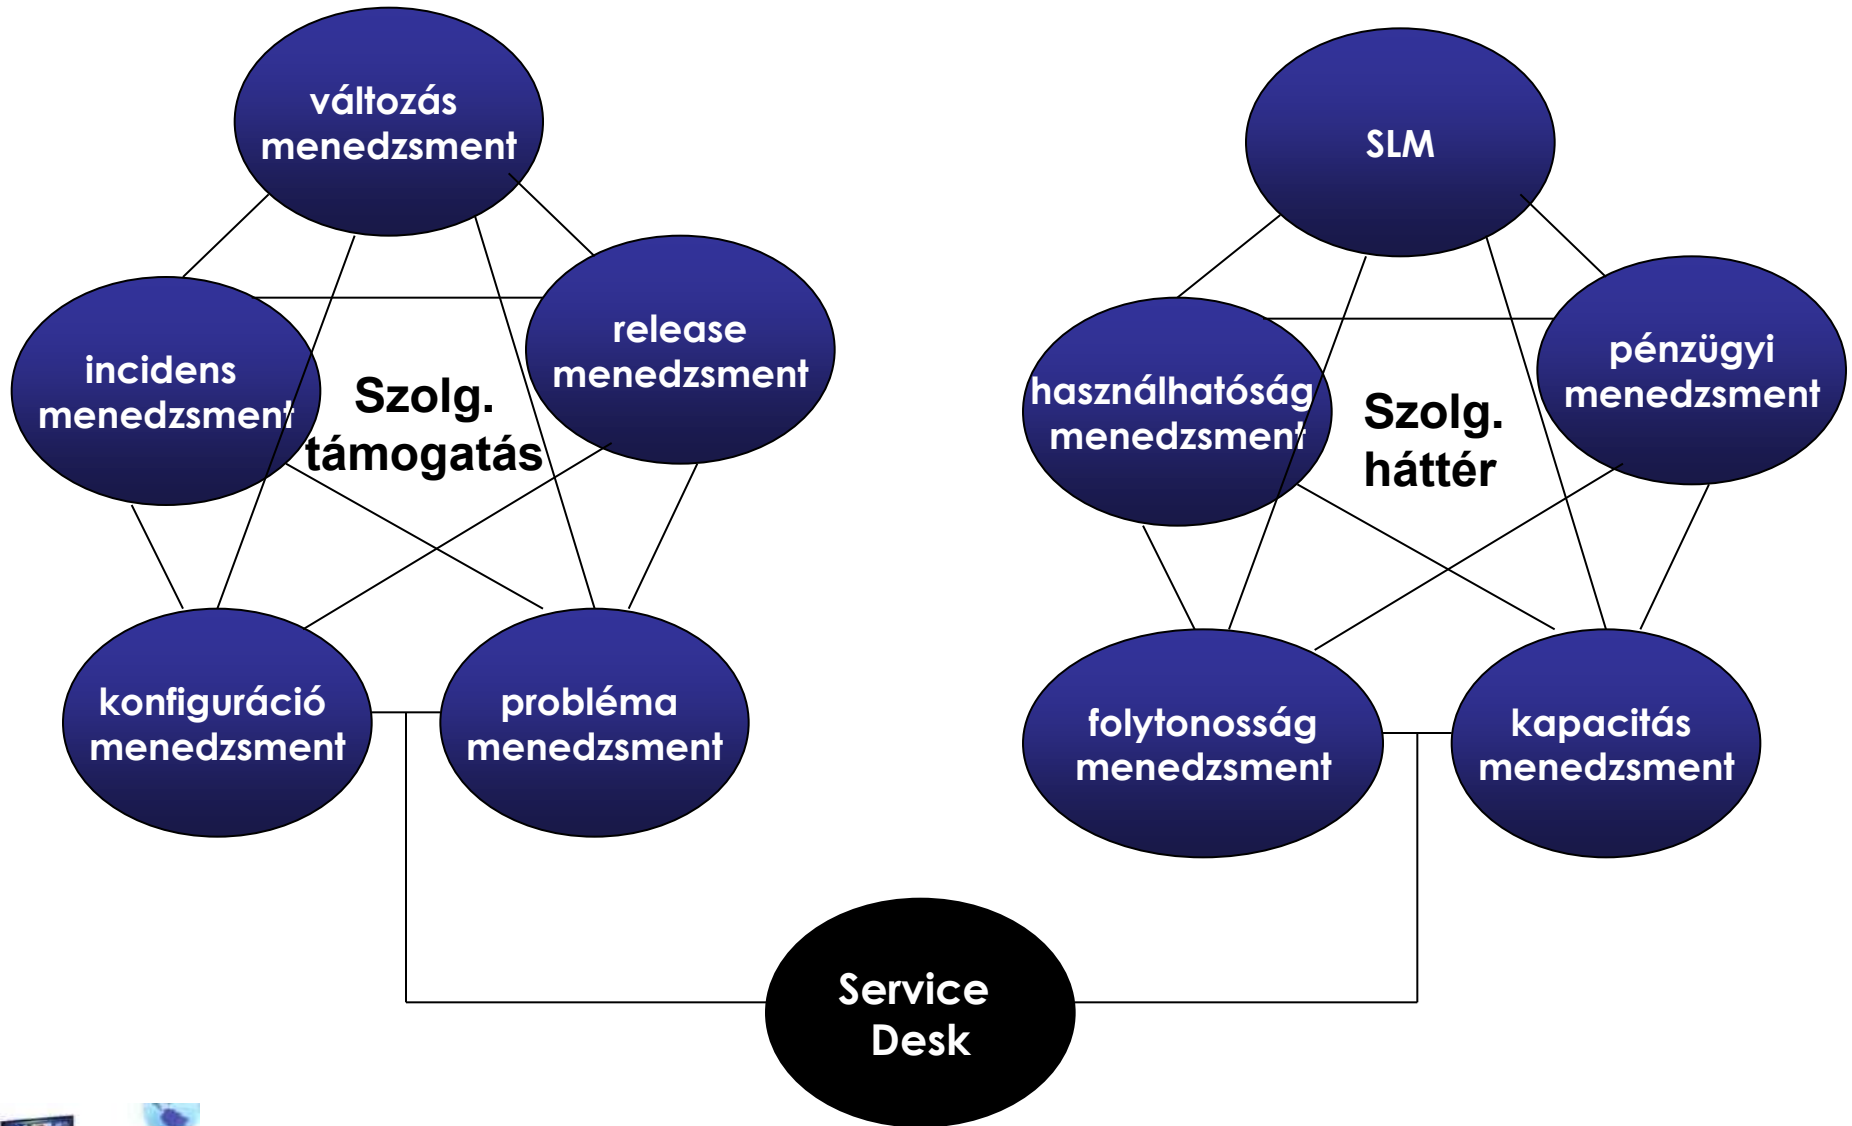 változás
menedzsment
incidens
menedzsment
Szolg.
támogatás
release
menedzsment
konfiguráció
menedzsment
probléma
menedzsment
SLM
használhatóság
menedzsment
Szolg.
háttér
pénzügyi
menedzsment
folytonosság
menedzsment
kapacitás
menedzsment
Service
Desk